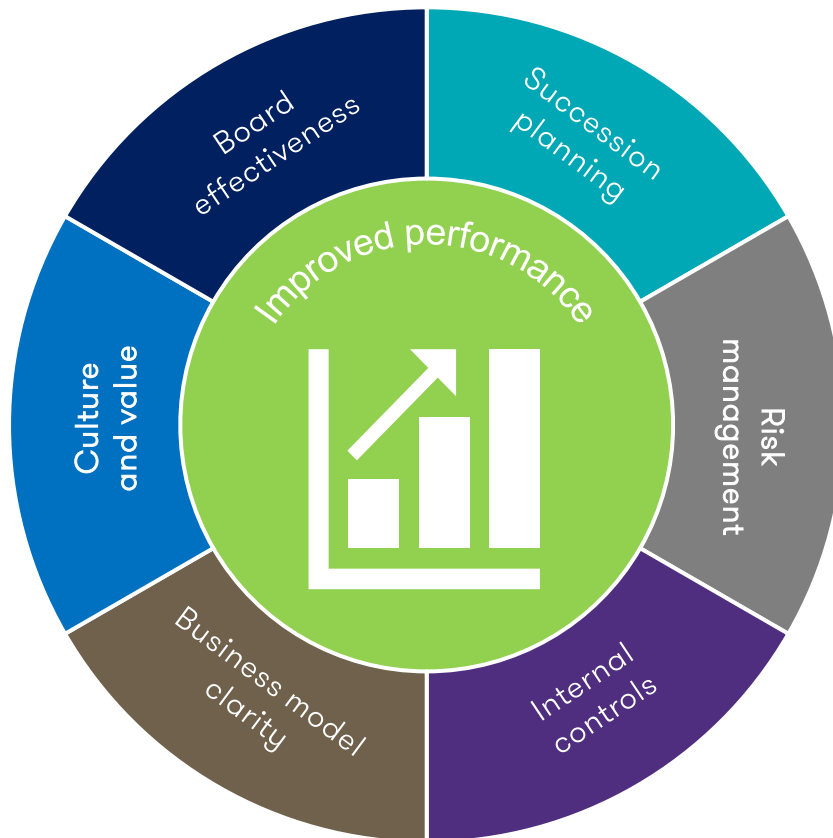 Board
effectiveness
Succession
planning
Improved performance
Culture
and value
Risk
management
Business model
clarity
Internal
controls